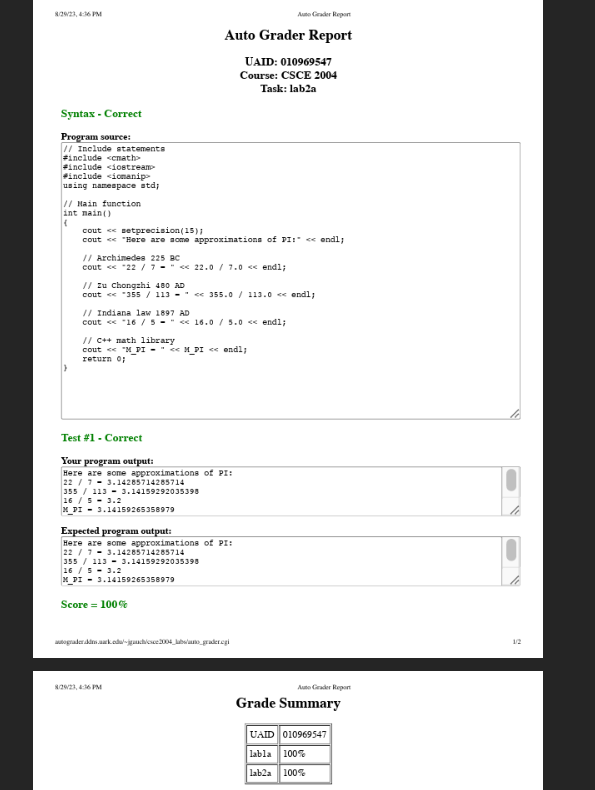 8/29/23, 4:36 PM Auto Grader Report
Auto Grader Report
UAID: 010969547
Course: CSCE 2004
Task: lab2a
Syntax - Correct
Program source:
// Include statements
#include <cmath>
#include <iostream>
#include <iomanip>
using namespace std;
// Main function
int main()
{
cout << setprecision(15);
cout << "Here are some approximations of PI:" << endl;
// Archimedes 225 BC
cout << "22 / 7 = " << 22.0 / 7.0 << endl;
// Zu Chongzhi 480 AD
cout << "355 / 113 = " << 355.0 / 113.0 << endl;
// Indiana law 1897 AD
cout << "16 / 5 = " << 16.0 / 5.0 << endl;
// C++ math library
cout << "M_PI = " << M_PI << endl;
return 0;
}
Test #1 - Correct
Your program output:
Here are some approximations of PI:
22 / 7 = 3.14285714285714
355 / 113 = 3.14159292035398
16 / 5 = 3.2
M_PI = 3.14159265358979
Expected program output:
Here are some approximations of PI:
22 / 7 = 3.14285714285714
355 / 113 = 3.14159292035398
16 / 5 = 3.2
M_PI = 3.14159265358979
Score = 100%
autograder.ddns.uark.edu/~jgauch/csce2004_labs/auto_grader.cgi 1/2
8/29/23, 4:36 PM Auto Grader Report
Grade Summary
UAID 010969547
lab1a 100%
lab2a 100%